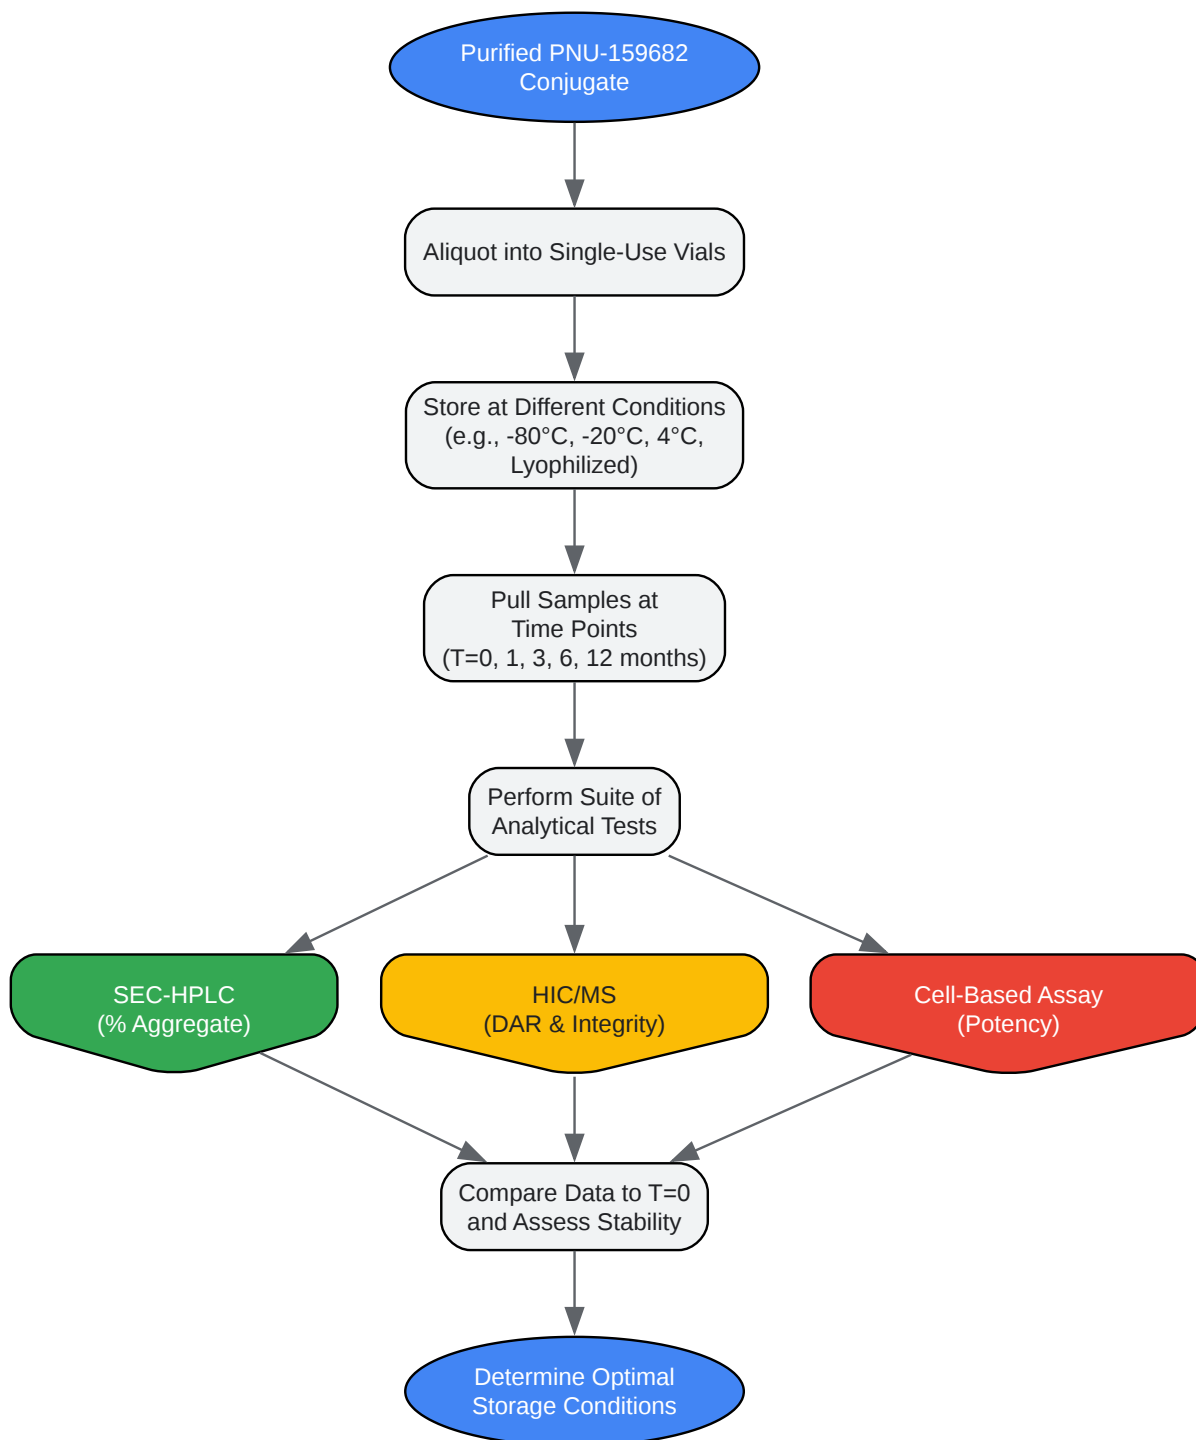 Purified PNU-159682
Conjugate
Aliquot into Single-Use Vials
Store at Different Conditions
(e.g., -80°C, -20°C, 4°C,
Lyophilized)
Pull Samples at
Time Points
(T=0, 1, 3, 6, 12 months)
Perform Suite of
Analytical Tests
SEC-HPLC
(% Aggregate)
HIC/MS
(DAR & Integrity)
Cell-Based Assay
(Potency)
Compare Data to T=0
and Assess Stability
Determine Optimal
Storage Conditions